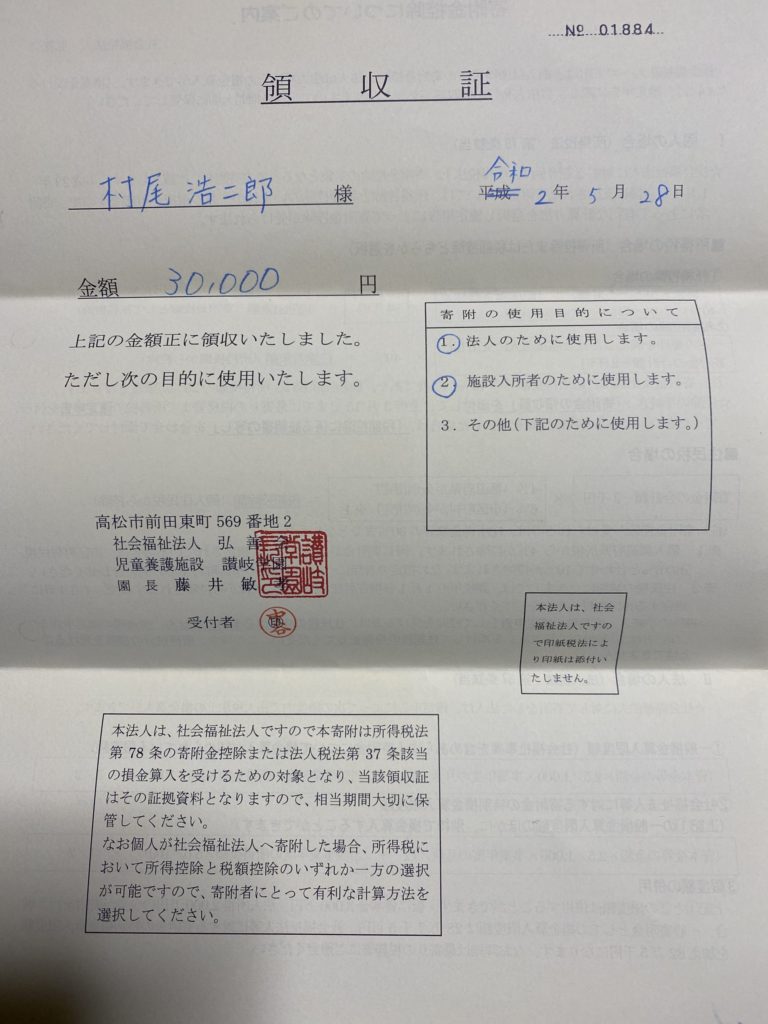 № 01884
領収証
村尾浩二郎 様
令和
平成 2年 5月 28日
金額 30,000 円
上記の金額正に領収いたしました。
ただし次の目的に使用いたします。
寄附の使用目的について
1. 法人のために使用します。
2. 施設入所者のために使用します。
3. その他(下記のために使用します。)
高松市前田東町569番地2
社会福祉法人 弘善
児童養護施設 讃岐学園
園長 藤井敏孝
受付者
本法人は、社会
福祉法人ですの
で印紙税法によ
り印紙は添付い
たしません。
本法人は、社会福祉法人ですので本寄附は所得税法
第78条の寄附金控除または法人税法第37条該当
の損金算入を受けるための対象となり、当該領収証
はその証拠資料となりますので、相当期間大切に保
管してください。
なお個人が社会福祉法人へ寄附した場合、所得税に
おいて所得控除と税額控除のいずれか一方の選択
が可能ですので、寄附者にとって有利な計算方法を
選択してください。